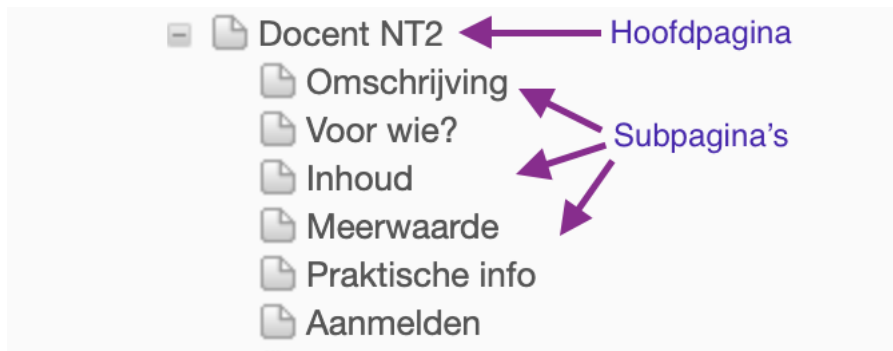 Docent NT2 Hoofdpagina
Omschrijving
Voor wie? Subpagina's
Inhoud
Meerwaarde
Praktische info
Aanmelden